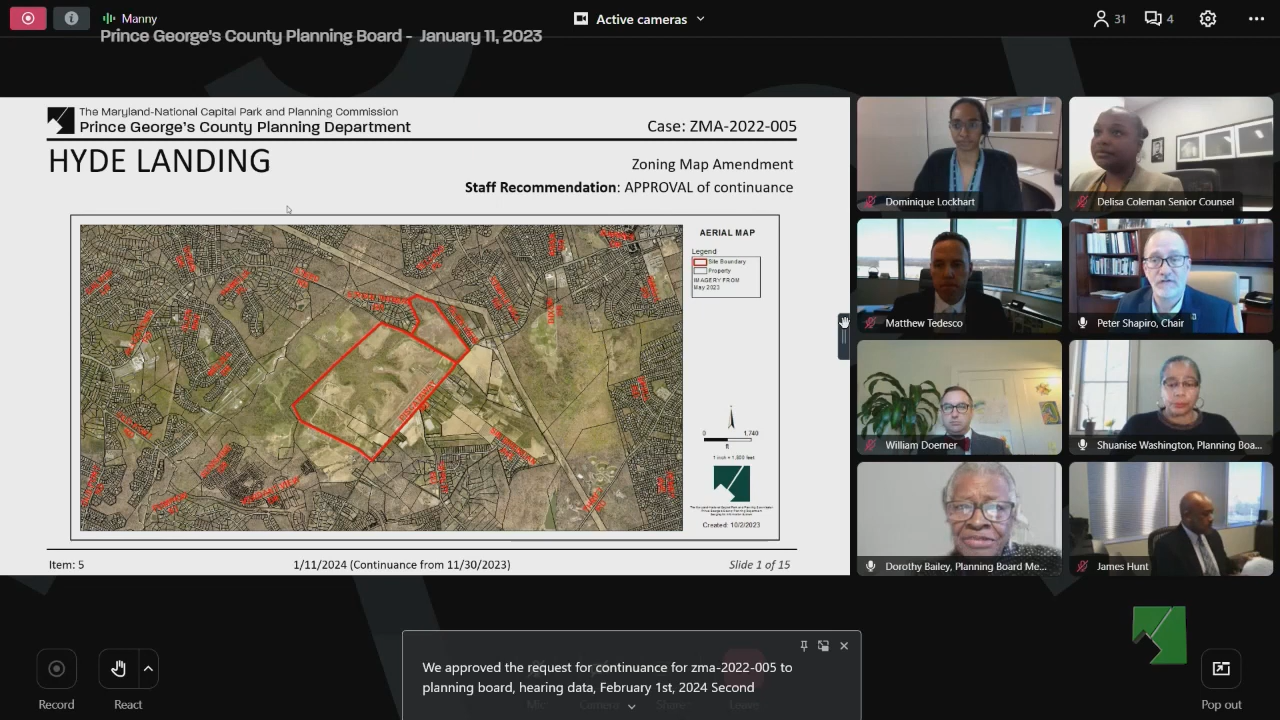 Manny
Active cameras
31
4
Prince George's County Planning Board - January 11, 2023
The Maryland-National Capital Park and Planning Commission
Prince George's County Planning Department
Case: ZMA-2022-005
HYDE LANDING
Zoning Map Amendment
Staff Recommendation: APPROVAL of continuance
AERIAL MAP
Legend
Site Boundary
Property
IMAGERY FROM
May 2023
0 1,740
ft
Created: 10/2/2023
Item: 5
1/11/2024 (Continuance from 11/30/2023)
Slide 1 of 15
Dominique Lockhart
Delisa Coleman Senior Counsel
Matthew Tedesco
Peter Shapiro, Chair
William Doerner
Shuanise Washington, Planning Boa...
Dorothy Bailey, Planning Board Me...
James Hunt
We approved the request for continuance for zma-2022-005 to
planning board, hearing data, February 1st, 2024 Second
Record
React
Pop out